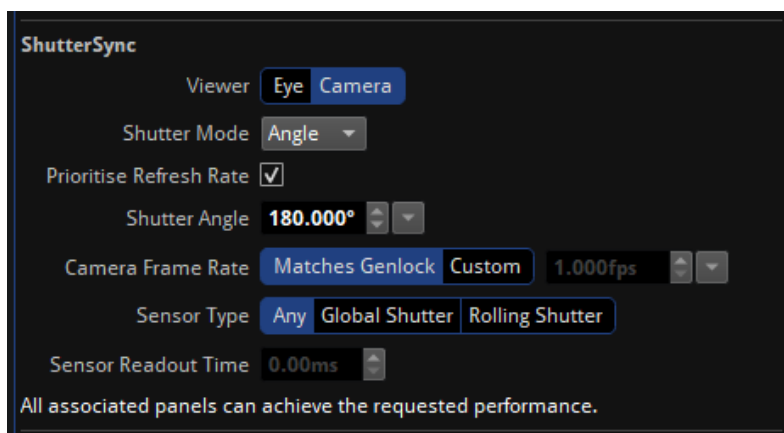 ShutterSync
Viewer Eye Camera
Shutter Mode Angle
Prioritise Refresh Rate
Shutter Angle 180.000°
Camera Frame Rate Matches Genlock Custom 1.000fps
Sensor Type Any Global Shutter Rolling Shutter
Sensor Readout Time 0.00ms
All associated panels can achieve the requested performance.